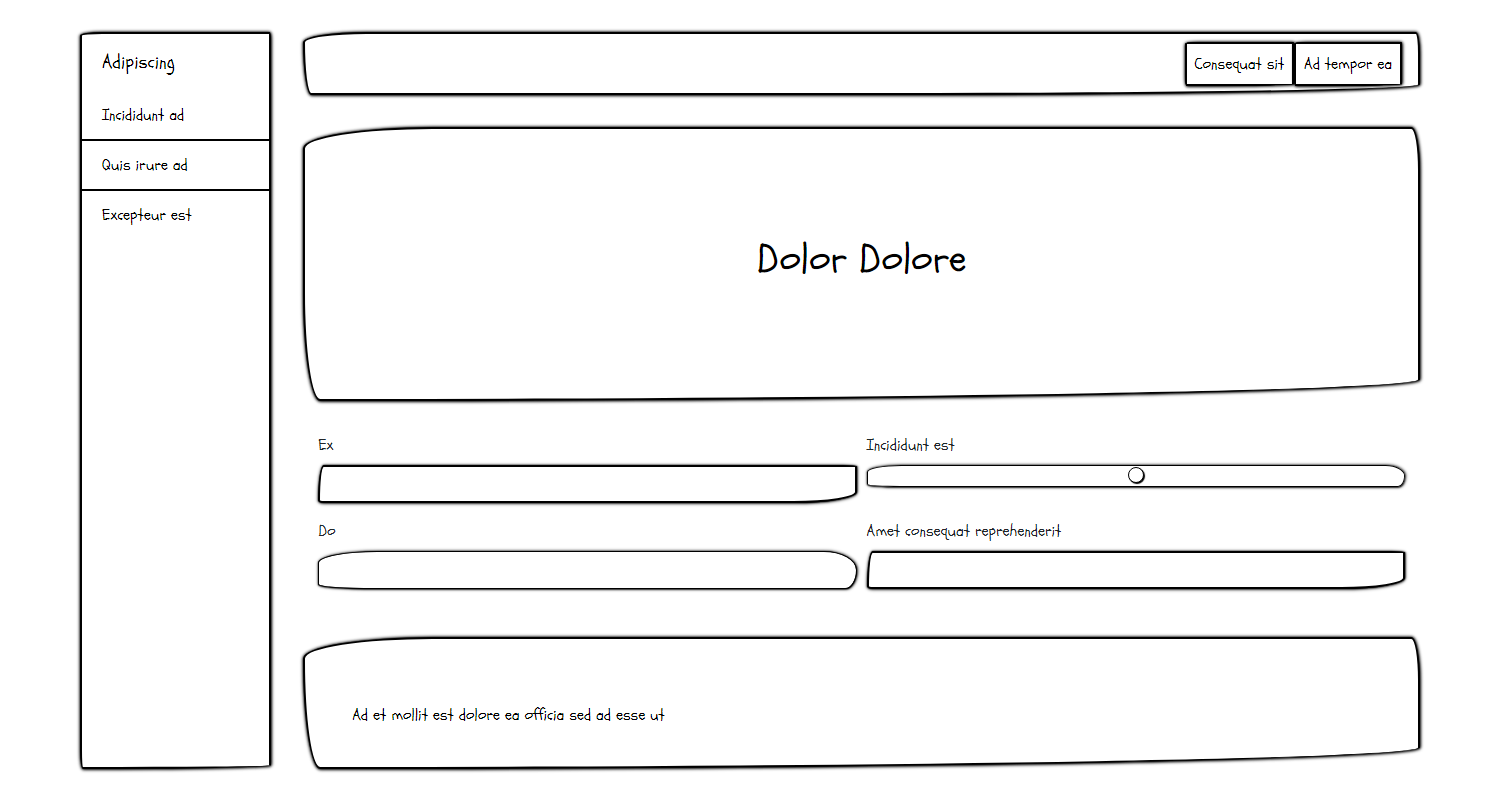 Adipiscing
Incididunt ad
Quis irure ad
Excepteur est
Consequat sit
Ad tempor ea
Dolor Dolore
Ex
Incididunt est
Do
Amet consequat reprehenderit
Ad et mollit est dolore ea officia sed ad esse ut